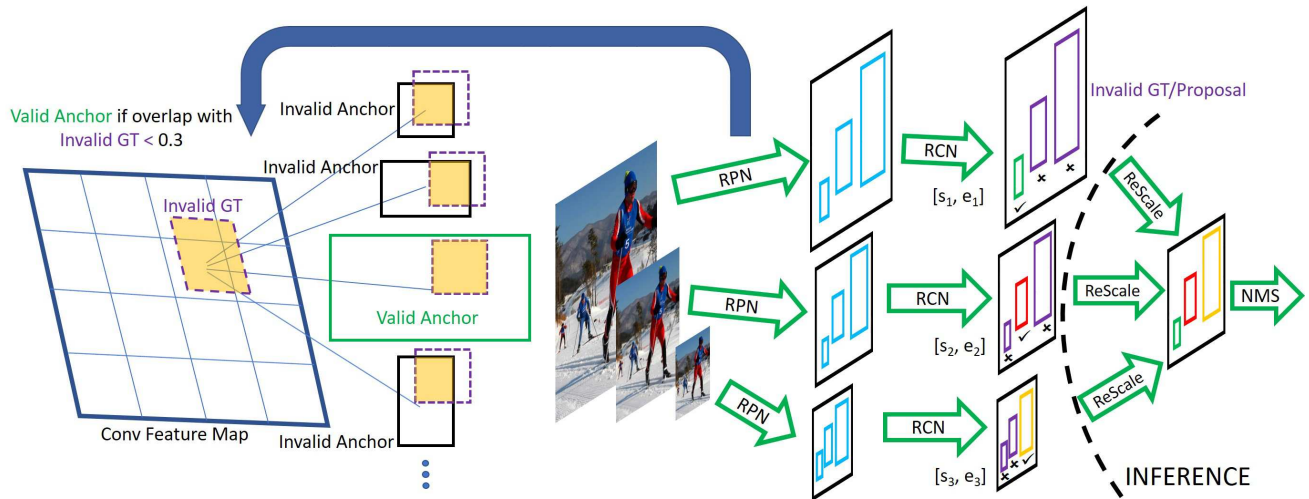 Valid Anchor if overlap with
Invalid GT < 0.3
Invalid GT
Conv Feature Map
Invalid Anchor
Invalid Anchor
Valid Anchor
Invalid Anchor
RPN
RPN
RPN
RCN
[s1, e1]
RCN
[s2, e2]
RCN
[s3, e3]
Invalid GT/Proposal
ReScale
ReScale
ReScale
NMS
INFERENCE
5